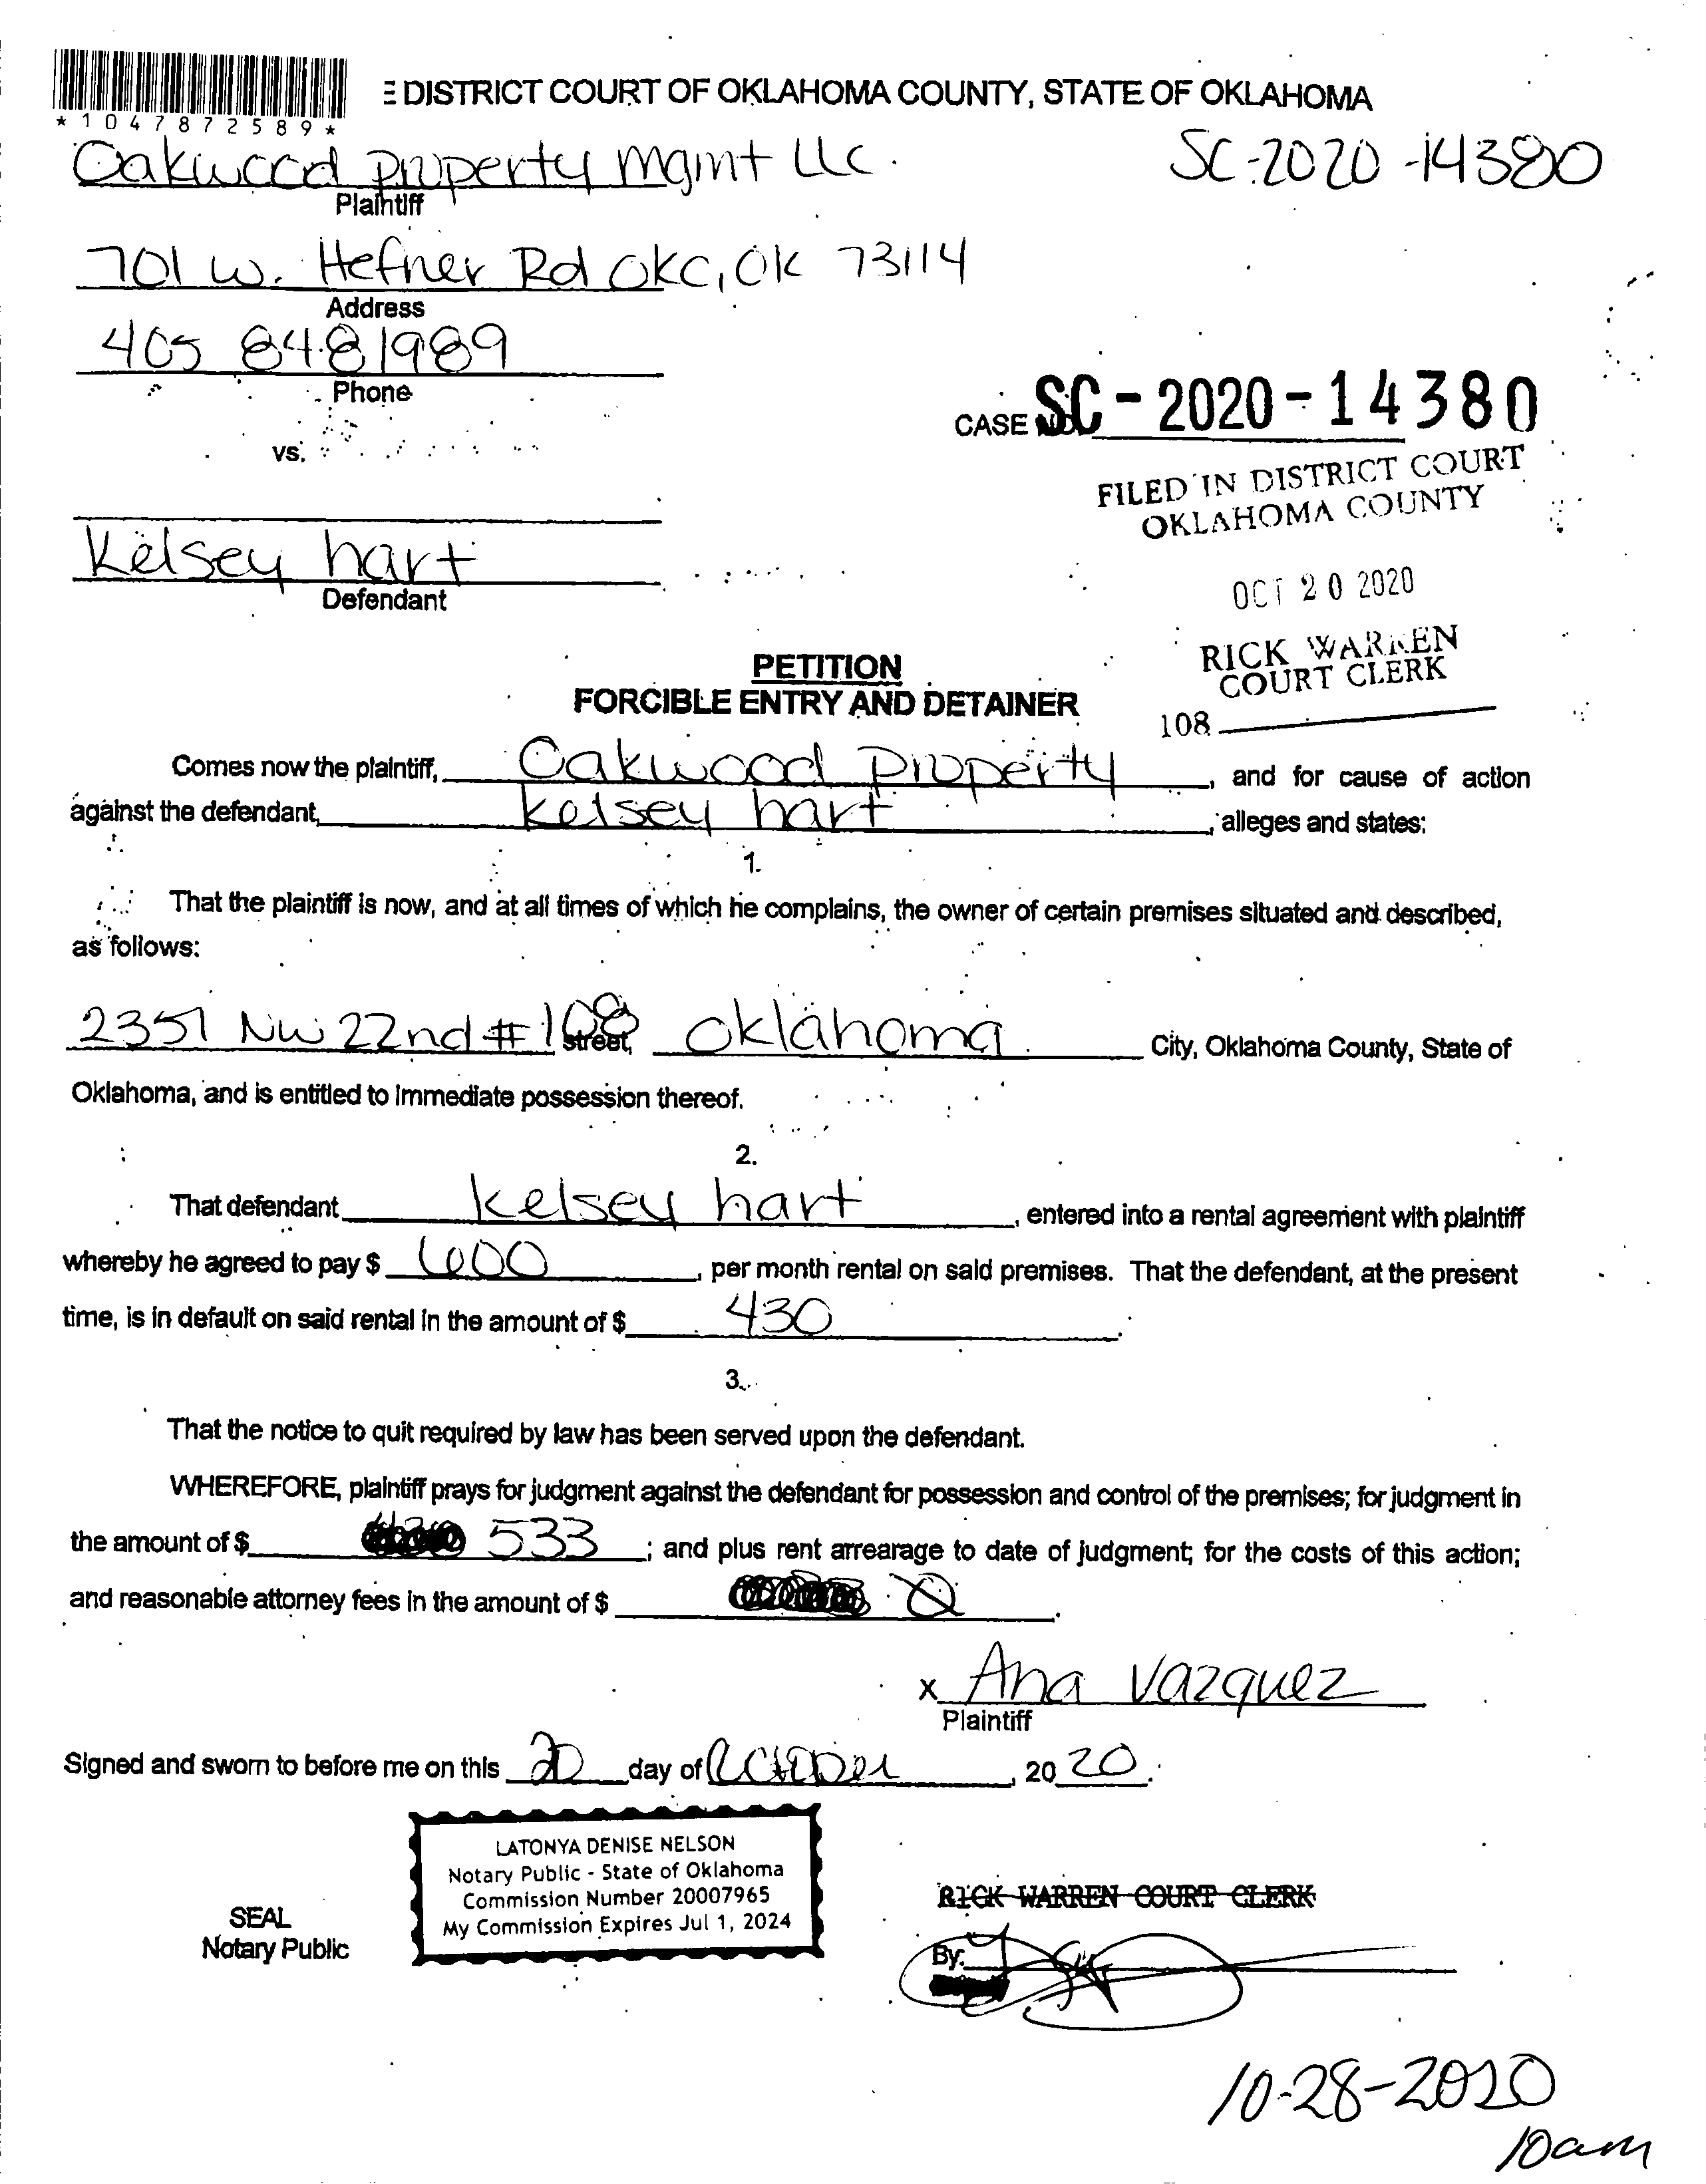 E DISTRICT COURT OF OKLAHOMA COUNTY, STATE OF OKLAHOMA
*1047872589*
Oakwood Property mgmt LLC. SC-2020-14380
Plaintiff
701 W. Hefner Rd OKC, OK 73114
Address
405 848 1989
Phone
CASE NO. SC-2020-14380
vs.
FILED IN DISTRICT COURT
OKLAHOMA COUNTY
Kelsey hart
Defendant
OCT 20 2020
RICK WARREN
COURT CLERK
108
PETITION
FORCIBLE ENTRY AND DETAINER
Comes now the plaintiff, Oakwood Property, and for cause of action
against the defendant, Kelsey hart, alleges and states:
1.
That the plaintiff is now, and at all times of which he complains, the owner of certain premises situated and described,
as follows:
2351 NW 22nd #108 street, Oklahoma City, Oklahoma County, State of
Oklahoma, and is entitled to immediate possession thereof.
2.
That defendant Kelsey hart, entered into a rental agreement with plaintiff
whereby he agreed to pay $ 600, per month rental on said premises. That the defendant, at the present
time, is in default on said rental in the amount of $ 430.
3.
That the notice to quit required by law has been served upon the defendant.
WHEREFORE, plaintiff prays for judgment against the defendant for possession and control of the premises; for judgment in
the amount of $ 533; and plus rent arrearage to date of judgment; for the costs of this action;
and reasonable attorney fees in the amount of $ 0.
x Ana Vazquez
Plaintiff
Signed and sworn to before me on this 20 day of October, 20 20.
LATONYA DENISE NELSON
Notary Public - State of Oklahoma
Commission Number 20007965
My Commission Expires Jul 1, 2024
SEAL
Notary Public
RICK WARREN COURT CLERK
By:
10-28-2020
10am